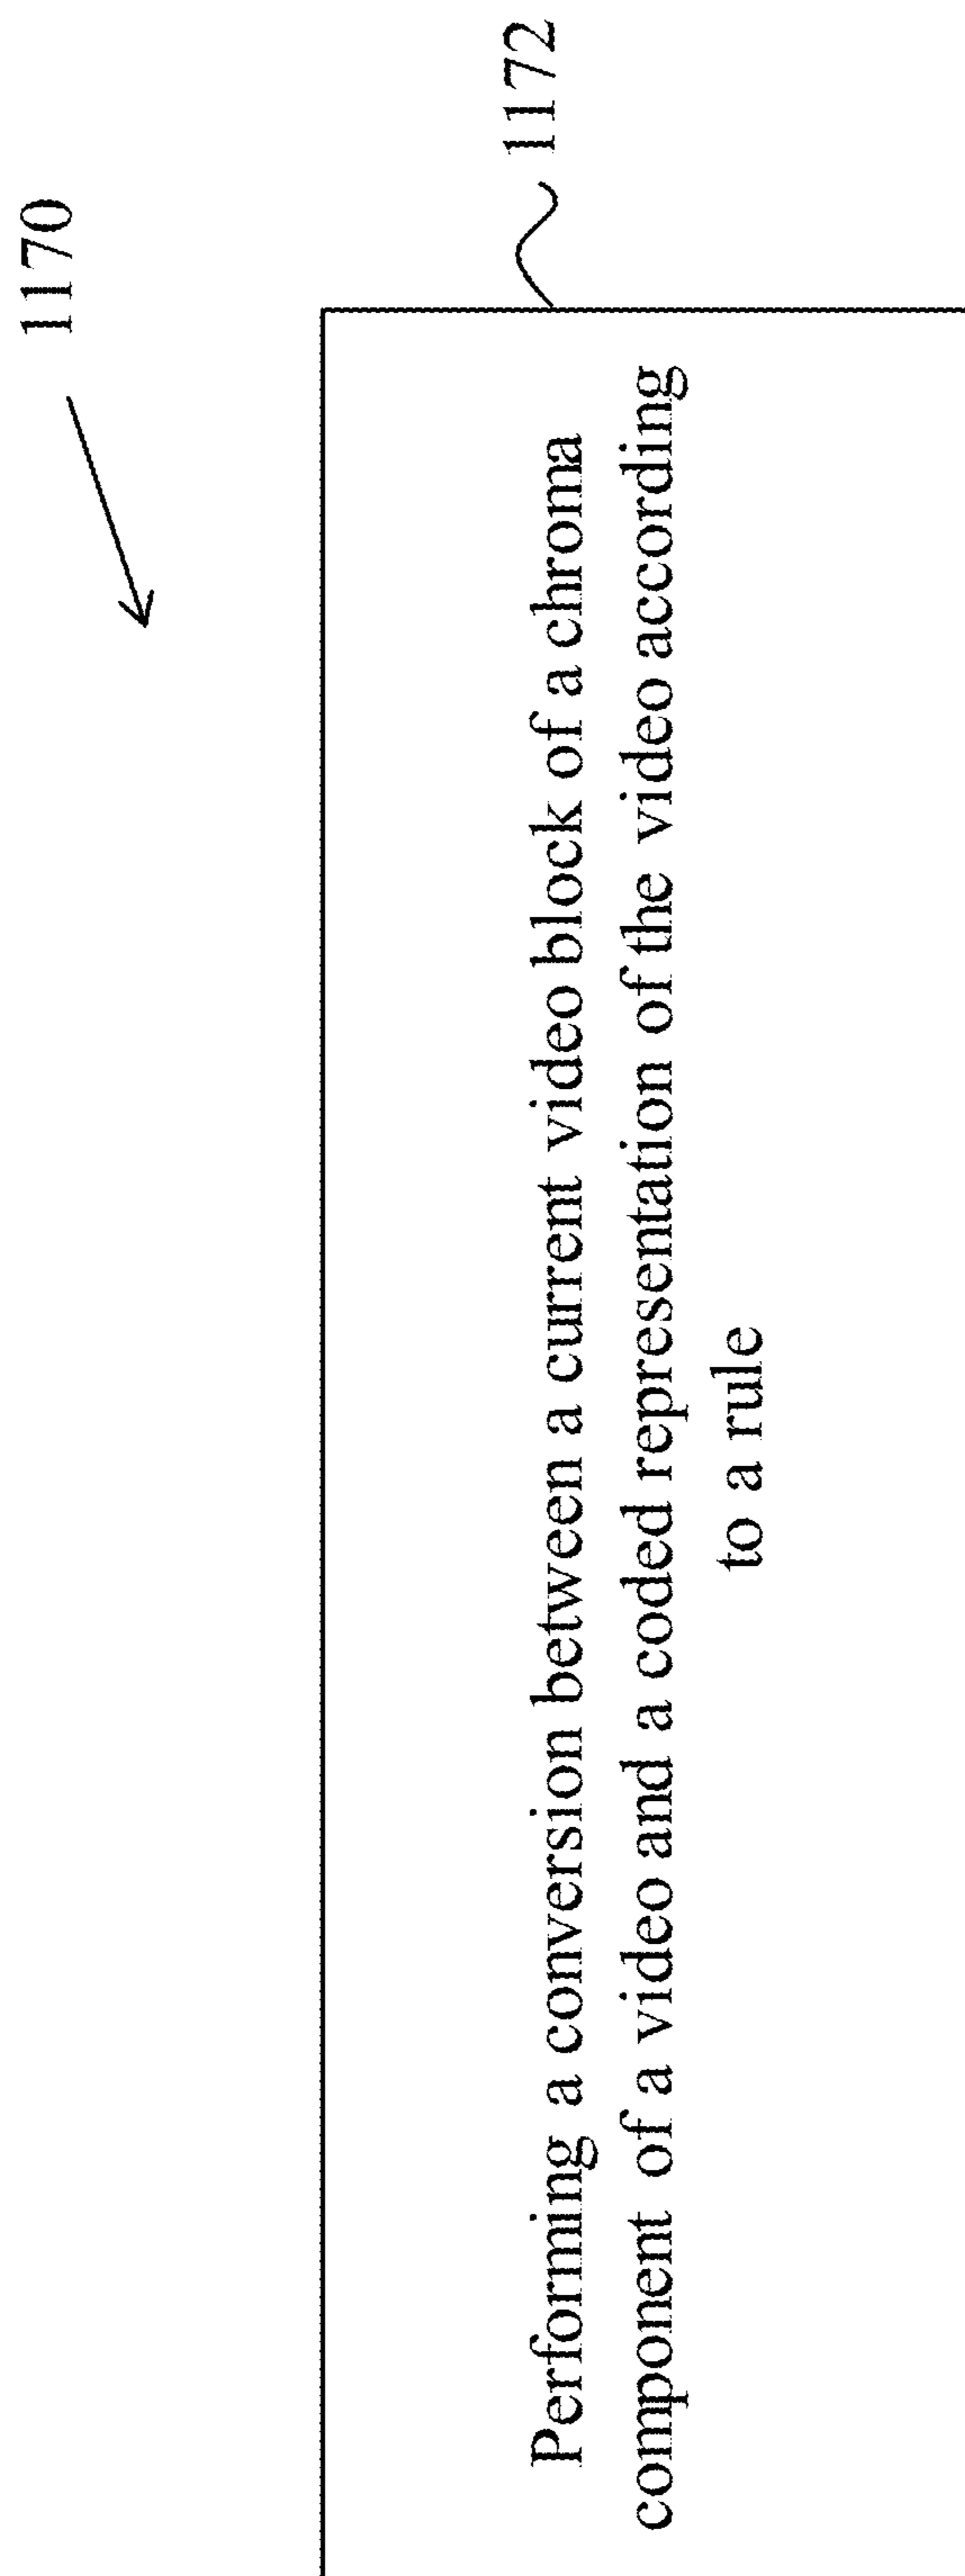 1170
1172
Performing a conversion between a current video block of a chroma
component of a video and a coded representation of the video according
to a rule